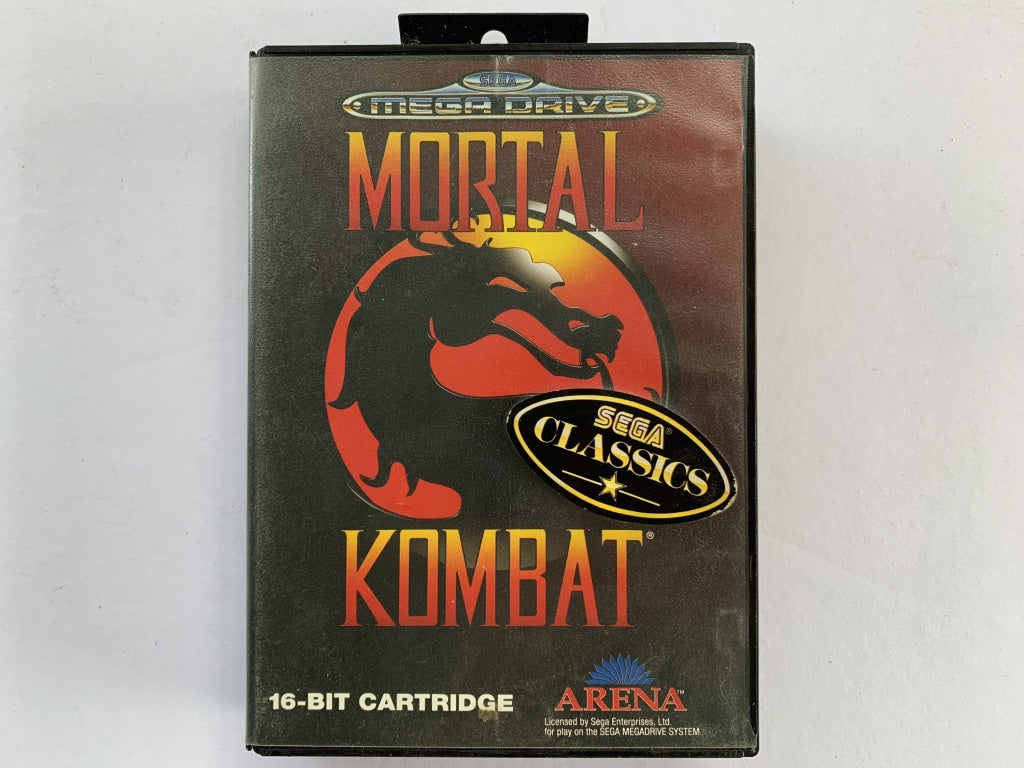 SEGA
MEGA DRIVE
MORTAL
SEGA®
CLASSICS
KOMBAT®
16-BIT CARTRIDGE
ARENA™
Licensed by Sega Enterprises, Ltd.
for play on the SEGA MEGADRIVE SYSTEM